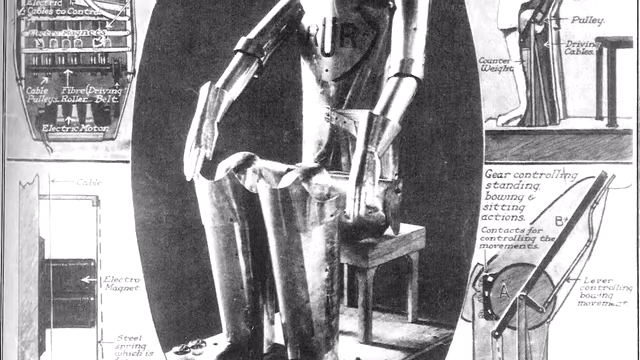 Electric
Cables to Control
Electro Magnets
Cable
Pulleys.
Fibre
Roller
Driving
Belt.
Electric Motor.
RUR
Pulley.
Driving
Cables.
Counter
Weight.
Cable
Electro
Magnet
Steel
spring
which is
Gear controlling
standing,
bowing &
sitting
actions.
Contacts for
controlling the
movements.
B
A
Lever
controlling
bowing
movement